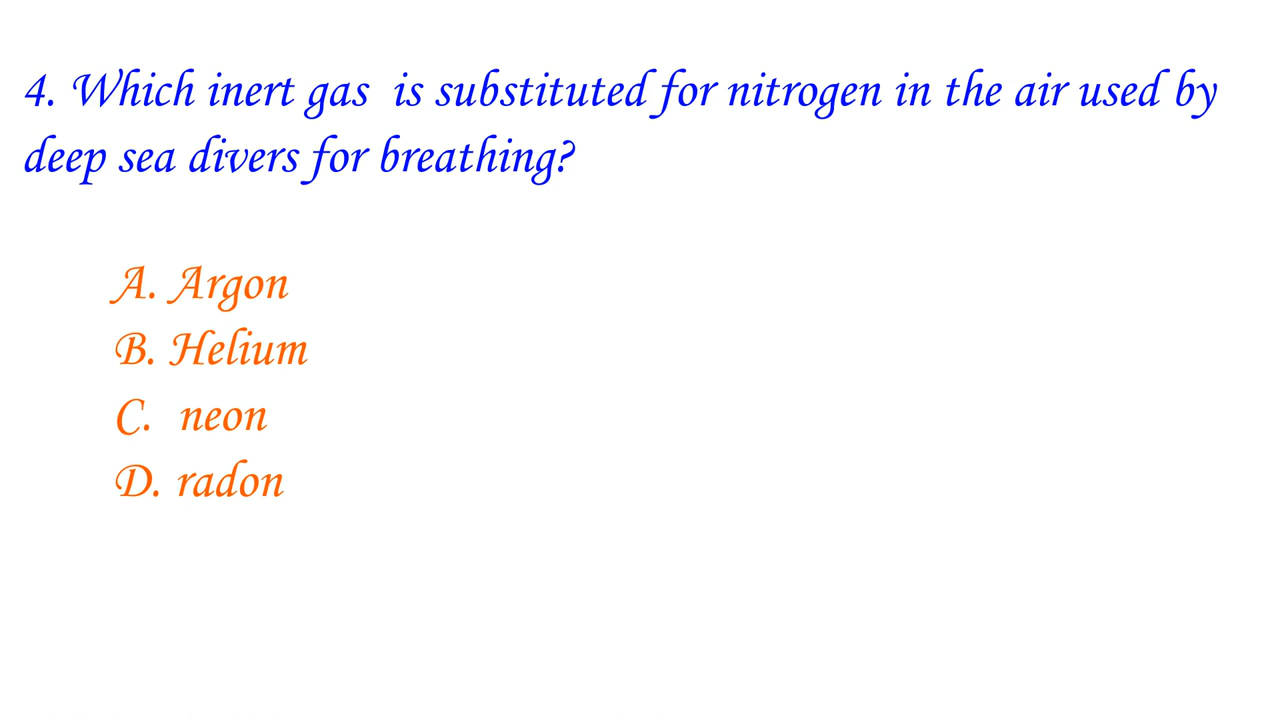 4. Which inert gas is substituted for nitrogen in the air used by
deep sea divers for breathing?
A. Argon
B. Helium
C. neon
D. radon